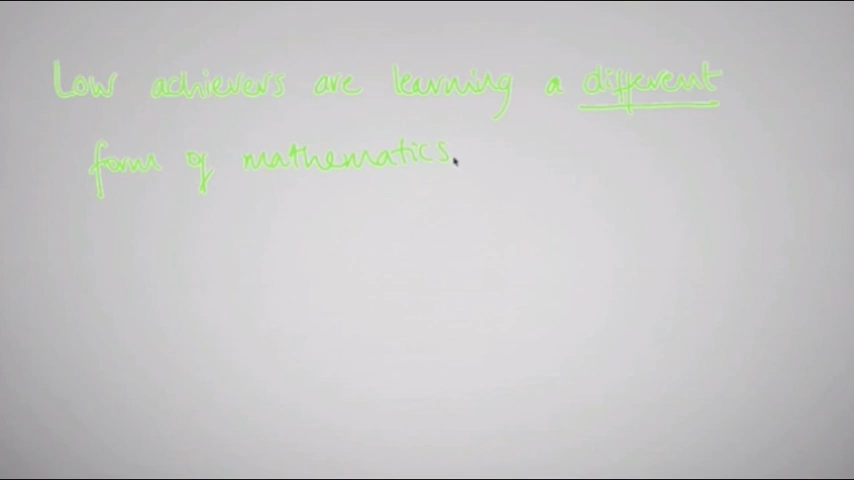 Low achievers are learning a different
form of mathematics.